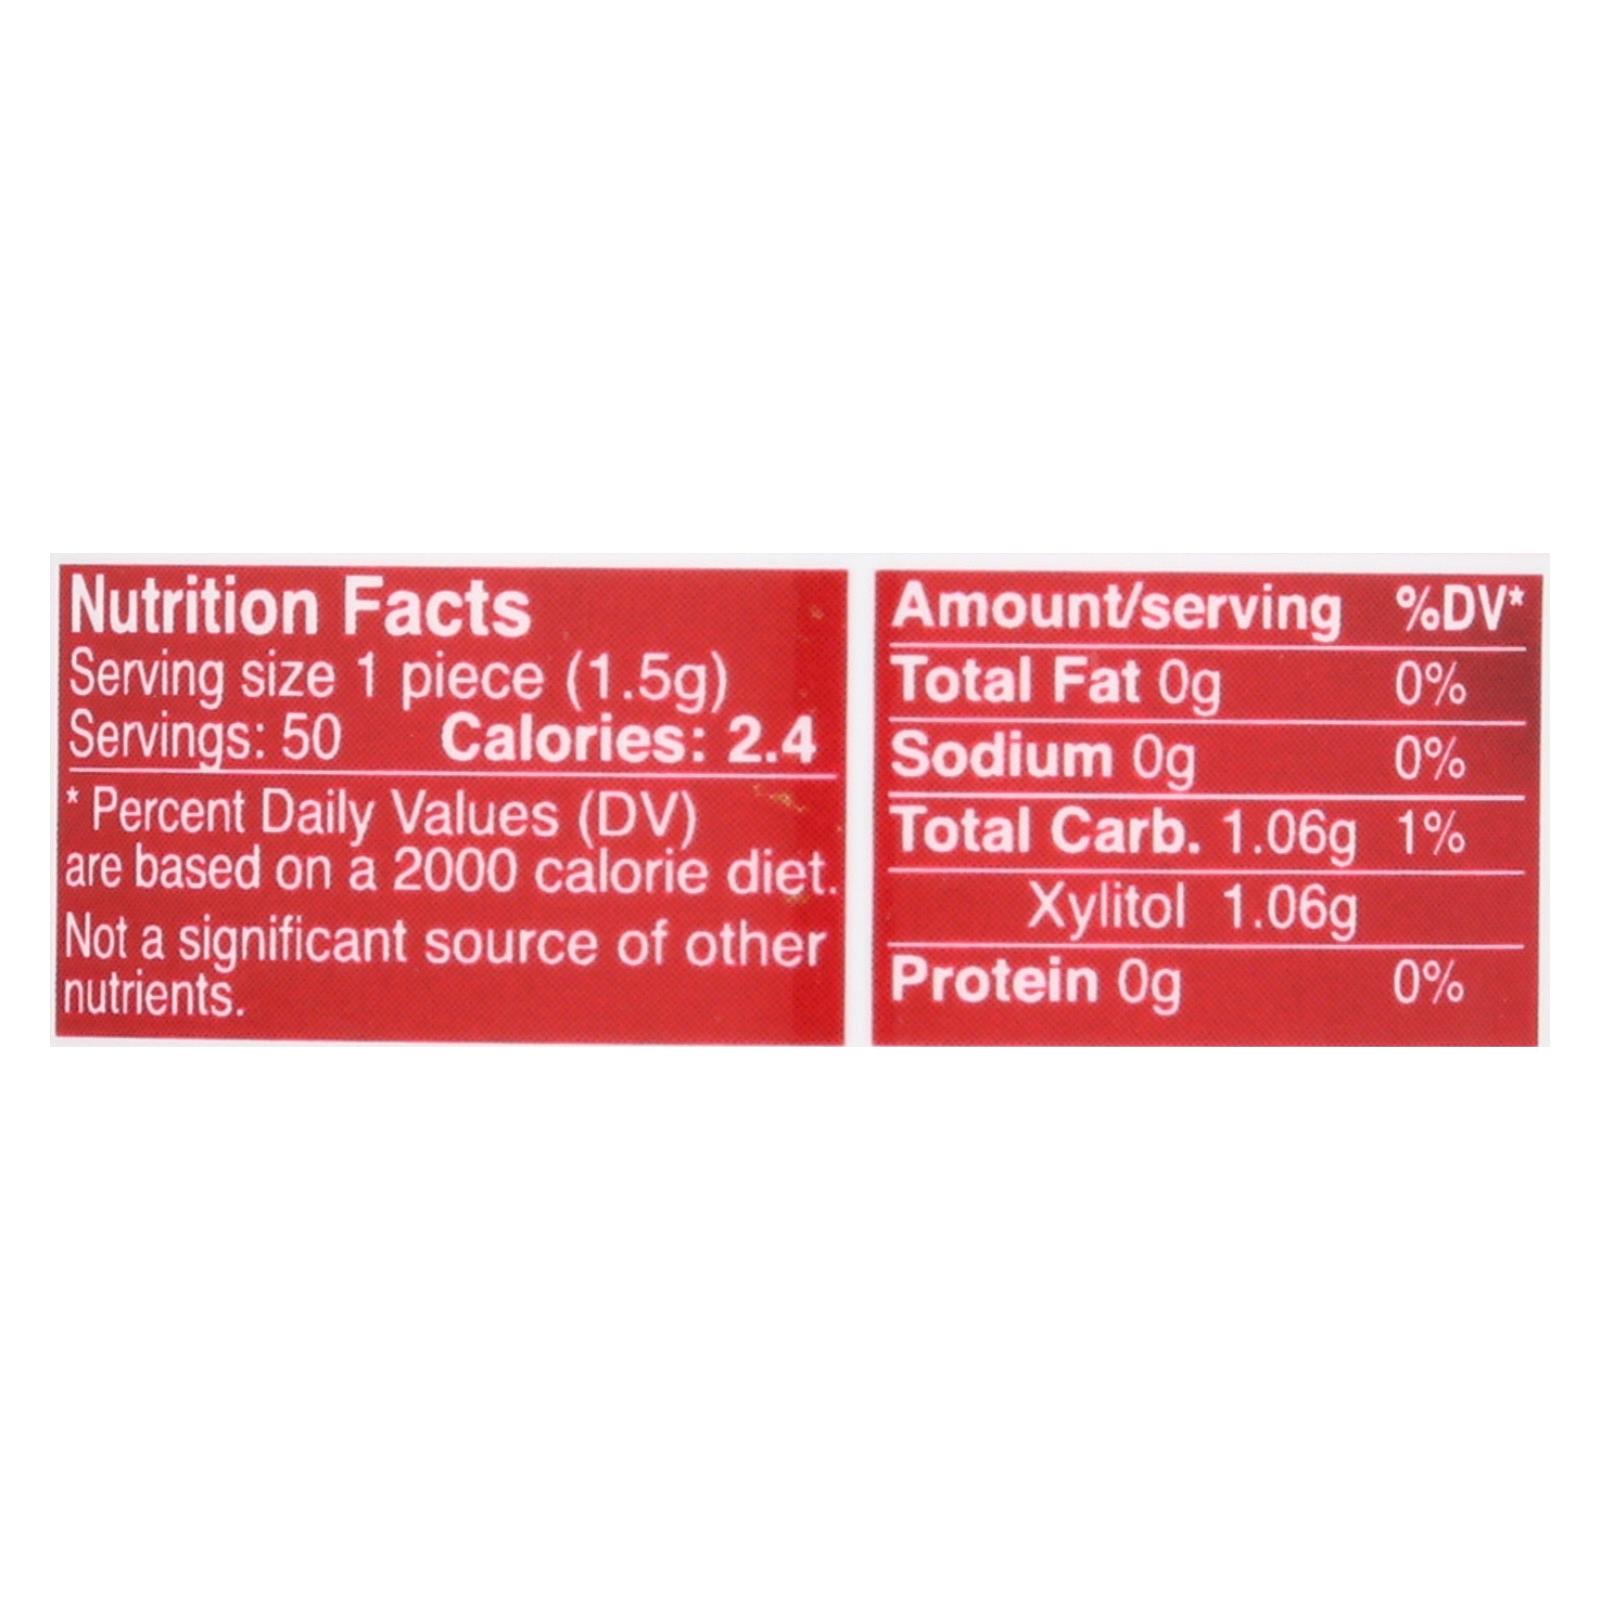 Nutrition Facts
Serving size 1 piece (1.5g)
Servings: 50 Calories: 2.4
* Percent Daily Values (DV)
are based on a 2000 calorie diet.
Not a significant source of other
nutrients.
Amount/serving %DV*
Total Fat 0g 0%
Sodium 0g 0%
Total Carb. 1.06g 1%
Xylitol 1.06g
Protein 0g 0%